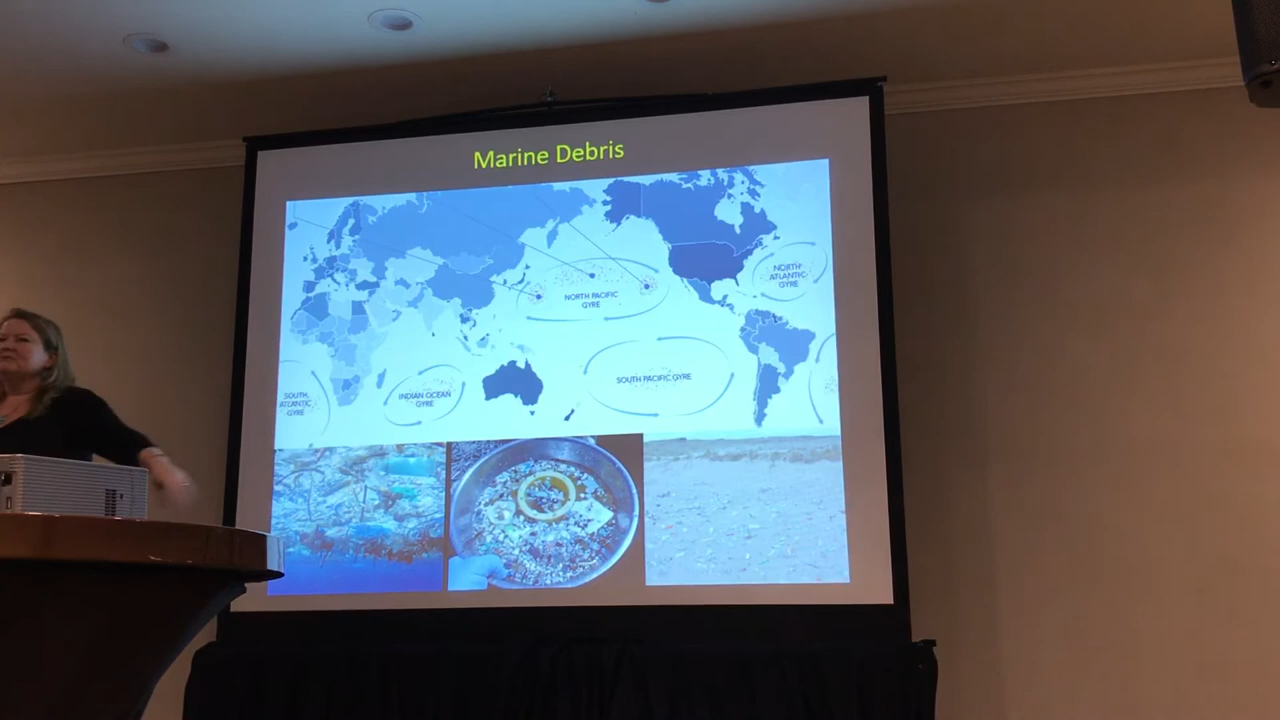 Marine Debris
NORTH PACIFIC
GYRE
NORTH
ATLANTIC
GYRE
SOUTH PACIFIC GYRE
INDIAN OCEAN
GYRE
SOUTH
ATLANTIC
GYRE